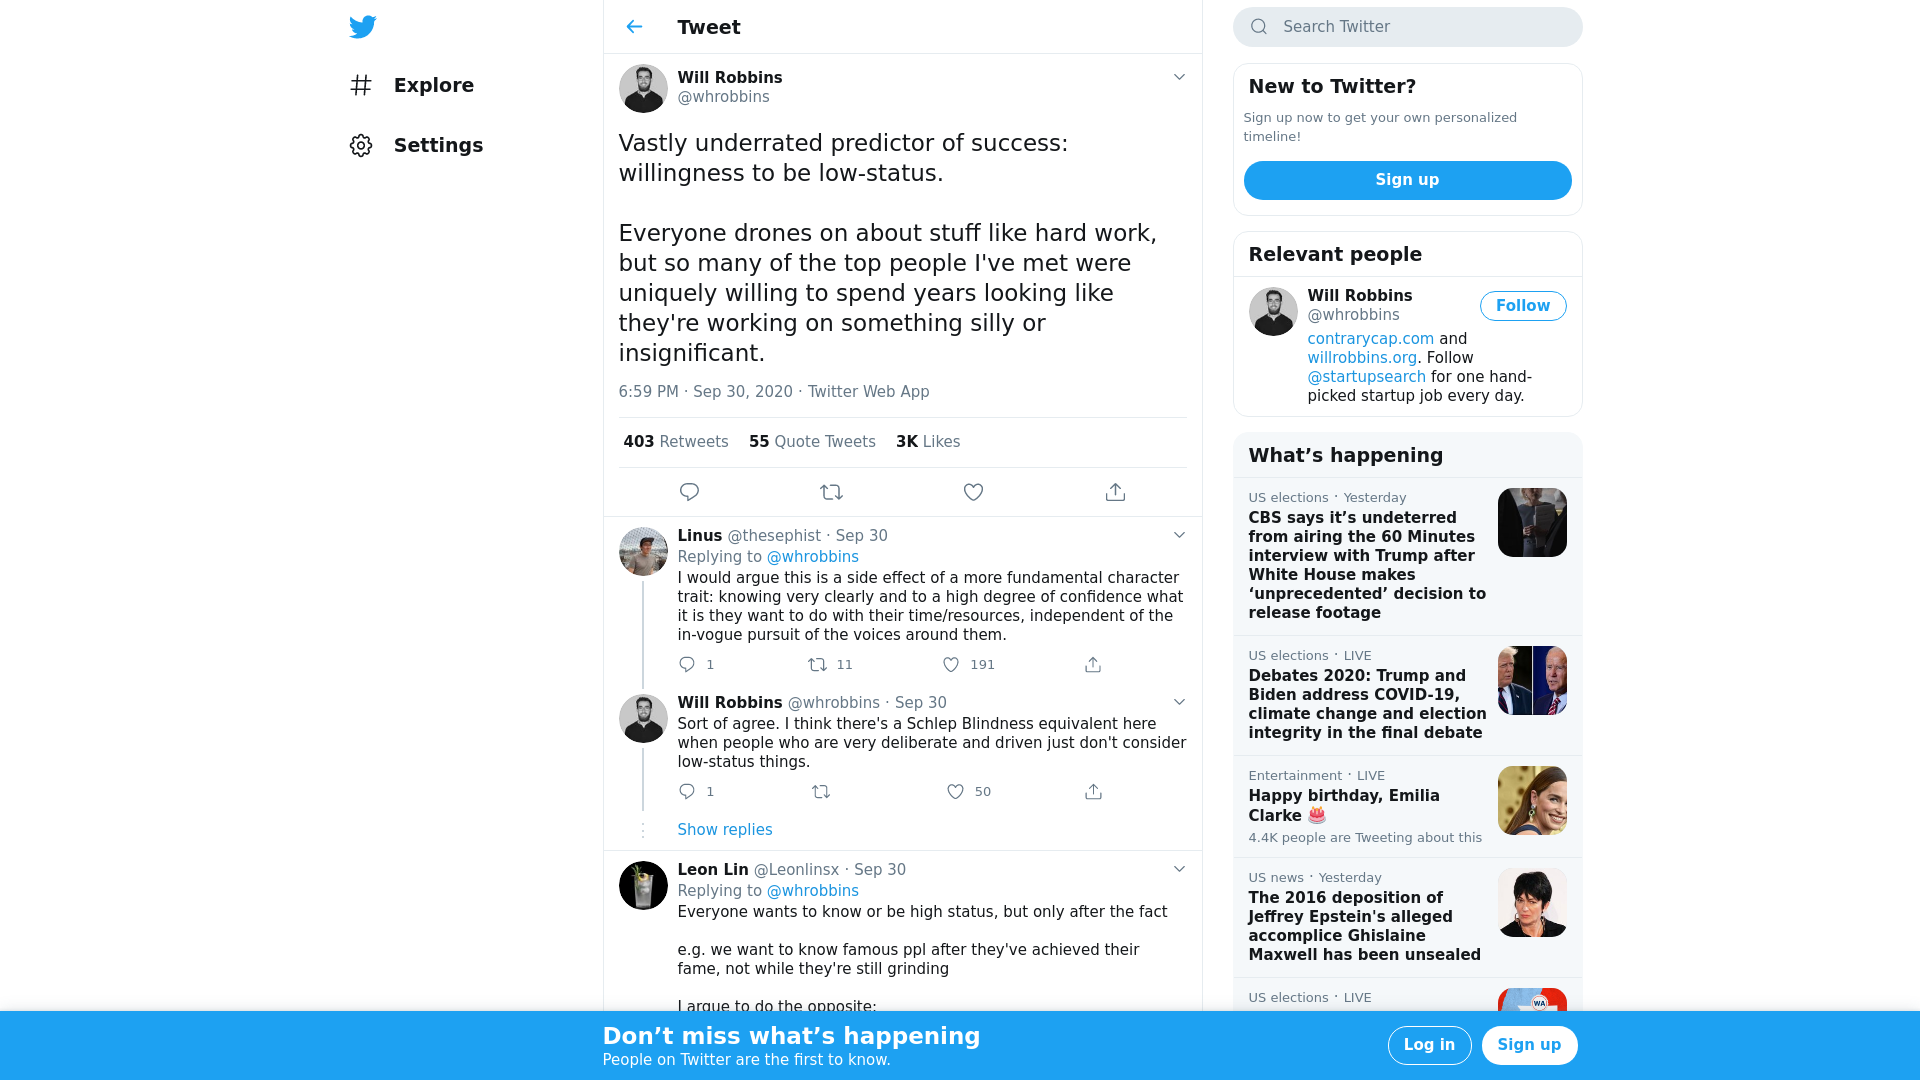 Explore
Settings
Tweet
Will Robbins
@whrobbins
Vastly underrated predictor of success:
willingness to be low-status.
Everyone drones on about stuff like hard work,
but so many of the top people I've met were
uniquely willing to spend years looking like
they're working on something silly or
insignificant.
6:59 PM · Sep 30, 2020 · Twitter Web App
403 Retweets 55 Quote Tweets 3K Likes
Linus @thesephist · Sep 30
Replying to @whrobbins
I would argue this is a side effect of a more fundamental character
trait: knowing very clearly and to a high degree of confidence what
it is they want to do with their time/resources, independent of the
in-vogue pursuit of the voices around them.
1 11 191
Will Robbins @whrobbins · Sep 30
Sort of agree. I think there's a Schlep Blindness equivalent here
when people who are very deliberate and driven just don't consider
low-status things.
1 50
Show replies
Leon Lin @Leonlinsx · Sep 30
Replying to @whrobbins
Everyone wants to know or be high status, but only after the fact
e.g. we want to know famous ppl after they've achieved their
fame, not while they're still grinding
I argue to do the opposite:
Search Twitter
New to Twitter?
Sign up now to get your own personalized
timeline!
Sign up
Relevant people
Will Robbins
@whrobbins
Follow
contrarycap.com and
willrobbins.org. Follow
@startupsearch for one hand-
picked startup job every day.
What's happening
US elections · Yesterday
CBS says it's undeterred
from airing the 60 Minutes
interview with Trump after
White House makes
‘unprecedented’ decision to
release footage
US elections · LIVE
Debates 2020: Trump and
Biden address COVID-19,
climate change and election
integrity in the final debate
Entertainment · LIVE
Happy birthday, Emilia
Clarke 🎂
4.4K people are Tweeting about this
US news · Yesterday
The 2016 deposition of
Jeffrey Epstein's alleged
accomplice Ghislaine
Maxwell has been unsealed
US elections · LIVE
WA
Don't miss what's happening
People on Twitter are the first to know.
Log in
Sign up